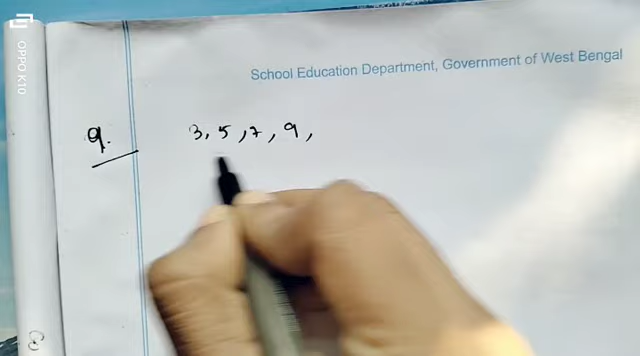 OPPO K10
School Education Department, Government of West Bengal
9. 3, 5, 7, 9,